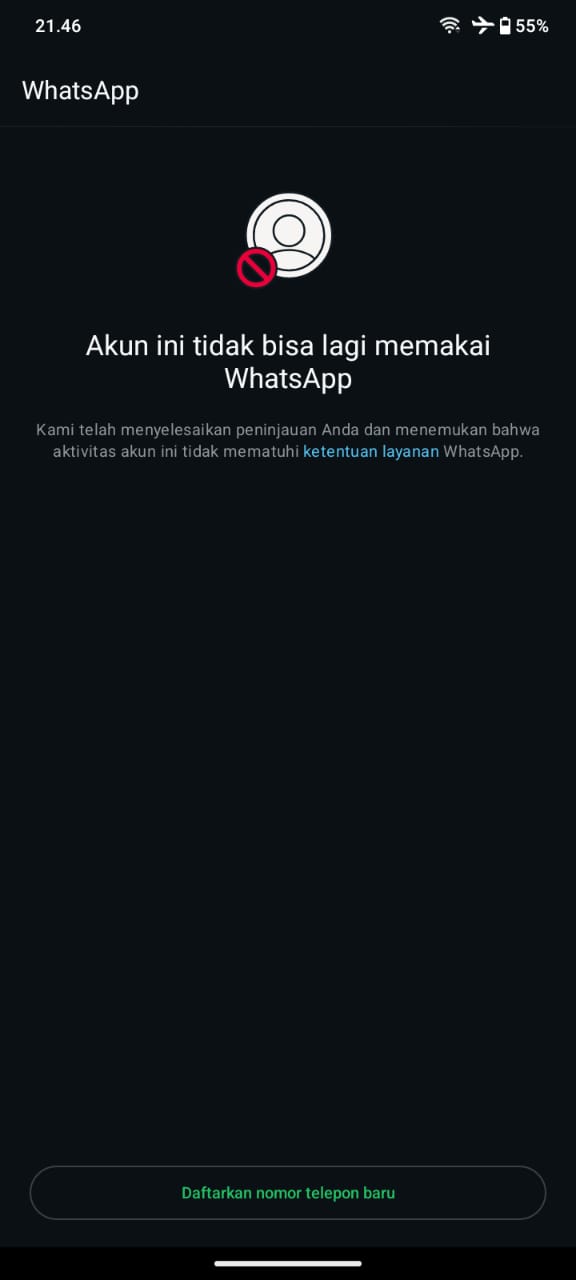 21.46
55%
WhatsApp
Akun ini tidak bisa lagi memakai
WhatsApp
Kami telah menyelesaikan peninjauan Anda dan menemukan bahwa
aktivitas akun ini tidak mematuhi ketentuan layanan WhatsApp.
Daftarkan nomor telepon baru